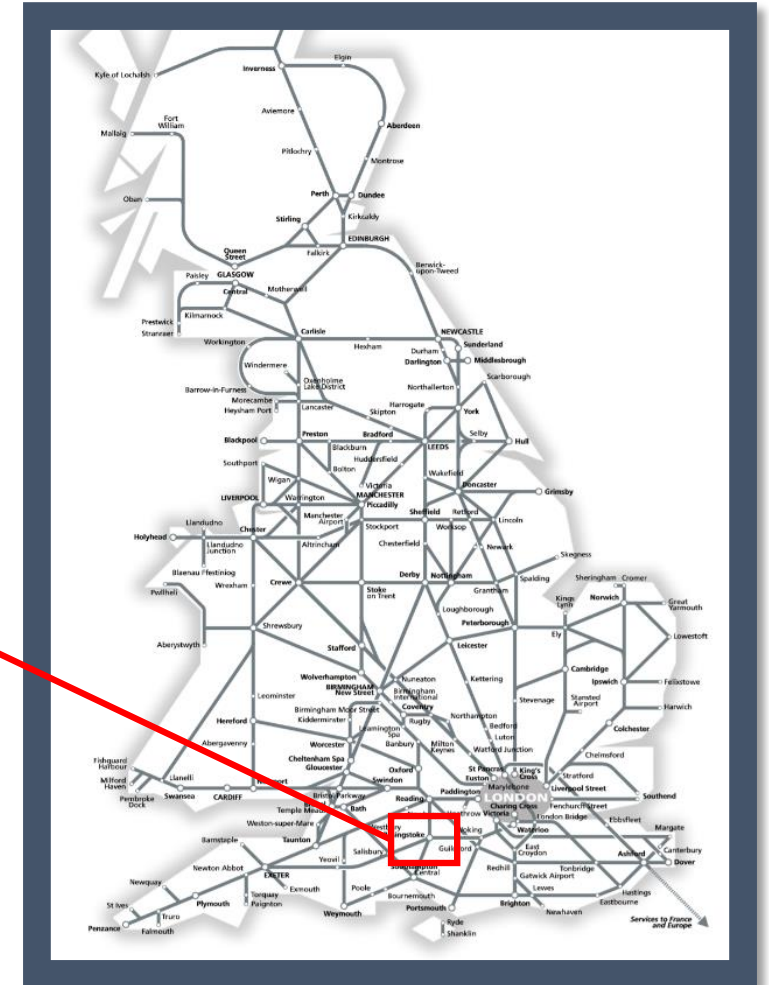 Elgin
Inverness
Kyle of Lochalsh
Aviemore
Fort
William
Aberdeen
Mallaig
Pitlochry
Montrose
Perth
Dundee
Oban
Stirling
Kirkcaldy
EDINBURGH
Queen
Street
Falkirk
Berwick-
upon-Tweed
Paisley
GLASGOW
Central
Motherwell
Kilmarnock
Prestwick
Stranraer
Carlisle
NEWCASTLE
Workington
Hexham
Sunderland
Durham
Darlington
Middlesbrough
Windermere
Scarborough
Oxenholme
Lake District
Barrow-in-Furness
Northallerton
Morecambe
Heysham Port
Lancaster
Harrogate
Skipton
York
Blackpool
Preston
Bradford
Selby
Hull
Blackburn
LEEDS
Huddersfield
Southport
Bolton
Wakefield
Wigan
Victoria
Doncaster
MANCHESTER
Piccadilly
Grimsby
LIVERPOOL
Warrington
Manchester
Airport
Sheffield
Retford
Lincoln
Llandudno
Stockport
Worksop
Chester
Holyhead
Llandudno
Junction
Altrincham
Chesterfield
Newark
Skegness
Blaenau Ffestiniog
Crewe
Derby
Nottingham
Spalding
Sheringham
Cromer
Pwllheli
Wrexham
Stoke
on Trent
Grantham
Kings
Lynn
Norwich
Great
Yarmouth
Loughborough
Peterborough
Shrewsbury
Ely
Lowestoft
Aberystwyth
Stafford
Leicester
Wolverhampton
Nuneaton
Kettering
Cambridge
BIRMINGHAM
New Street
Birmingham
International
Ipswich
Felixstowe
Leominster
Birmingham Moor Street
Coventry
Stevenage
Stansted
Airport
Harwich
Kidderminster
Rugby
Northampton
Hereford
Leamington
Spa
Bedford
Colchester
Abergavenny
Worcester
Banbury
Milton
Keynes
Luton
Watford Junction
Chelmsford
Cheltenham Spa
Gloucester
Oxford
St Pancras
Euston
King's
Cross
Stratford
Fishguard
Harbour
Llanelli
Swindon
Marylebone
Liverpool Street
Milford
Haven
Paddington
LONDON
Southend
Pembroke
Dock
Swansea
CARDIFF
Reading
Charing Cross
Fenchurch Street
Bath
Victoria
London Bridge
Ebbsfleet
Weston-super-Mare
Waterloo
Margate
Barnstaple
Taunton
East
Croydon
Canterbury
Yeovil
Salisbury
Ashford
Dover
Newton Abbot
Redhill
Tonbridge
Newquay
EXETER
Central
Gatwick Airport
Exmouth
Poole
Lewes
Hastings
St Ives
Torquay
Paignton
Bournemouth
Eastbourne
Plymouth
Portsmouth
Brighton
Truro
Weymouth
Newhaven
Penzance
Falmouth
Ryde
Shanklin
Services to France
and Europe